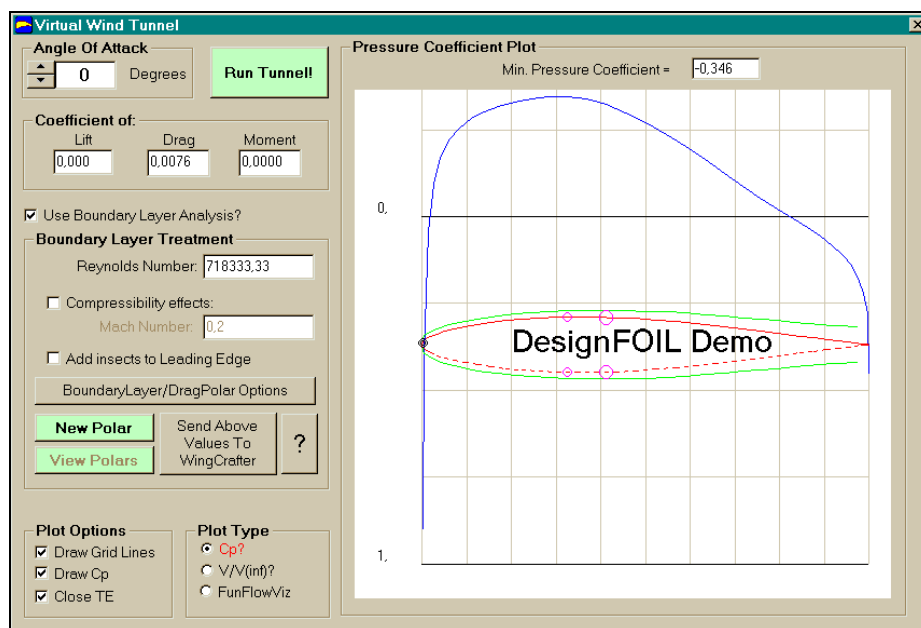 Virtual Wind Tunnel
Angle Of Attack
0 Degrees
Run Tunnel!
Coefficient of:
Lift Drag Moment
0,000 0,0076 0,0000
Use Boundary Layer Analysis?
Boundary Layer Treatment
Reynolds Number: 718333,33
Compressibility effects:
Mach Number: 0,2
Add insects to Leading Edge
BoundaryLayer/DragPolar Options
New Polar
View Polars
Send Above
Values To
WingCrafter
?
Plot Options
Draw Grid Lines
Draw Cp
Close TE
Plot Type
Cp?
V/V(inf)?
FunFlowViz
Pressure Coefficient Plot
Min. Pressure Coefficient = -0,346
0,
DesignFOIL Demo
1,